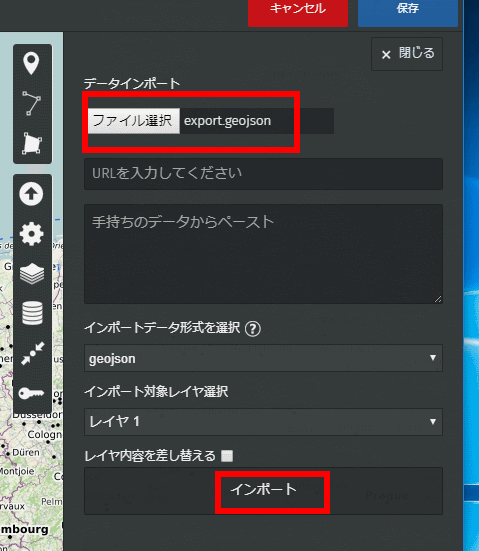 キャンセル 保存
× 閉じる
データインポート
ファイル選択 export.geojson
URLを入力してください
手持ちのデータからペースト
インポートデータ形式を選択 ?
geojson
インポート対象レイヤ選択
レイヤ 1
レイヤ内容を差し替える
インポート
Düsseldorf
Cologne
Düren
Montjoie
mbourg